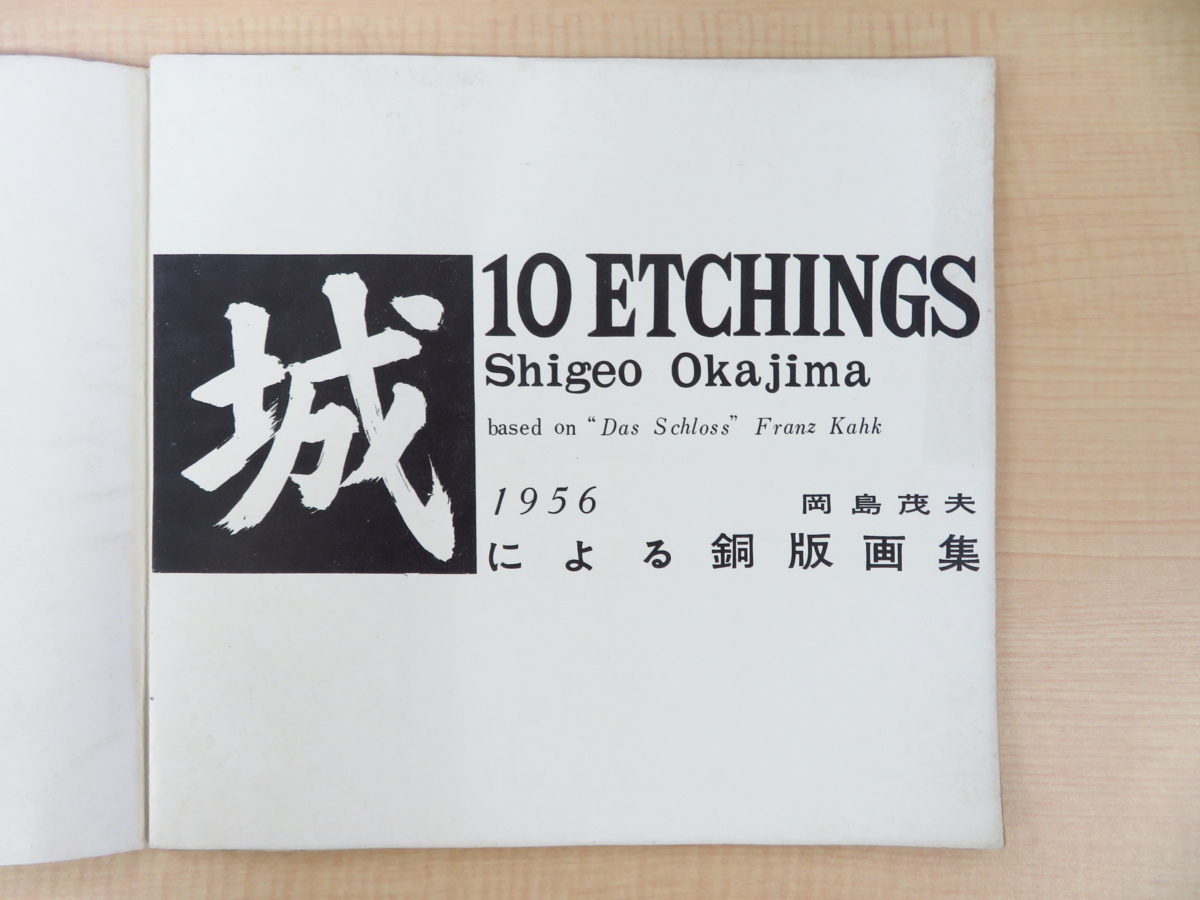 城
10 ETCHINGS
Shigeo Okajima
based on “Das Schloss” Franz Kahk
1956 岡島茂夫
による銅版画集